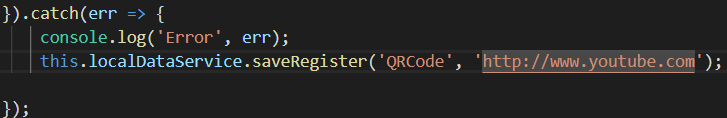 }).catch(err => {
console.log('Error', err);
this.localDataService.saveRegister('QRCode', 'http://www.youtube.com');
});